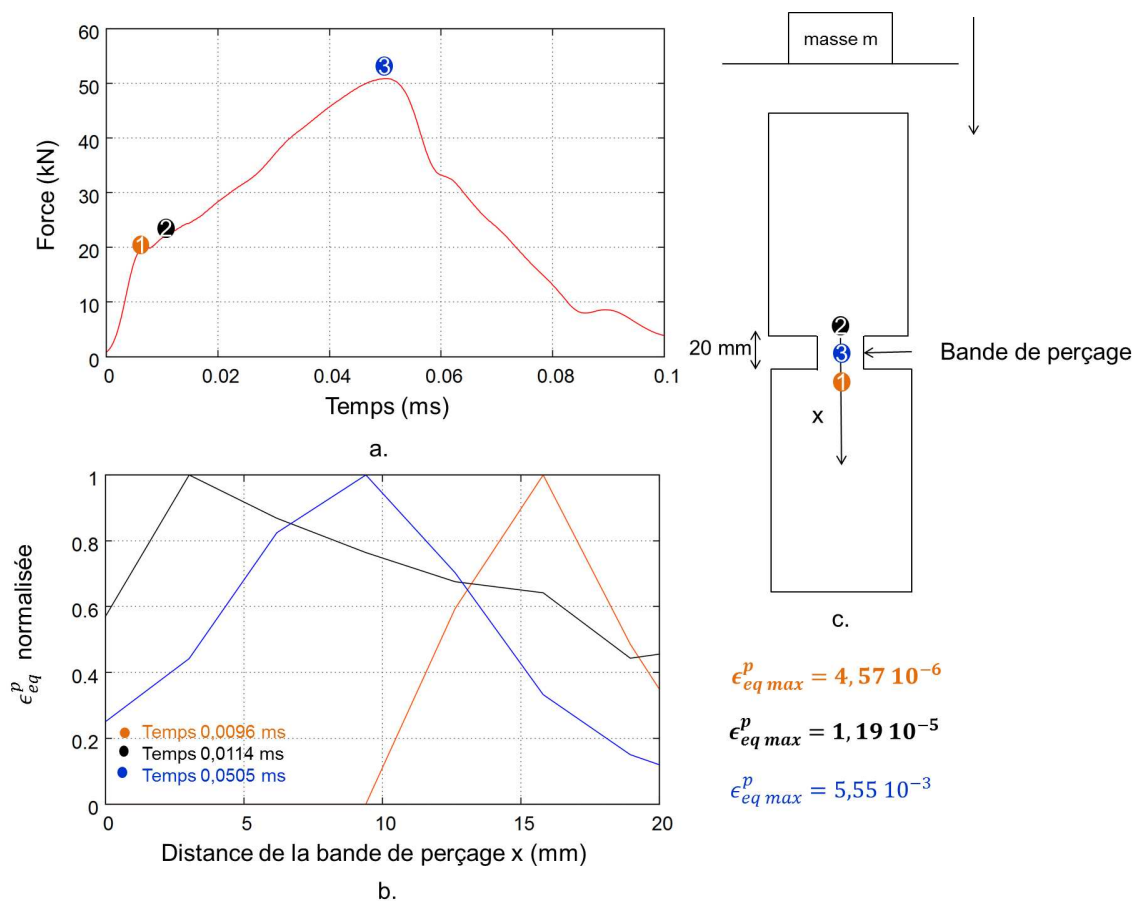 60
50
40
30
20
10
0
Force (kN)
1
2
3
0
0.02
0.04
0.06
0.08
0.1
Temps (ms)
a.
masse m
20 mm
2
3
1
Bande de perçage
x
c.
1
0.8
0.6
0.4
0.2
0
ϵ^p_eq normalisée
Temps 0,0096 ms
Temps 0,0114 ms
Temps 0,0505 ms
0
5
10
15
20
Distance de la bande de perçage x (mm)
b.
ϵ^p_eq max = 4,57 10^−6
ϵ^p_eq max = 1,19 10^−5
ϵ^p_eq max = 5,55 10^−3